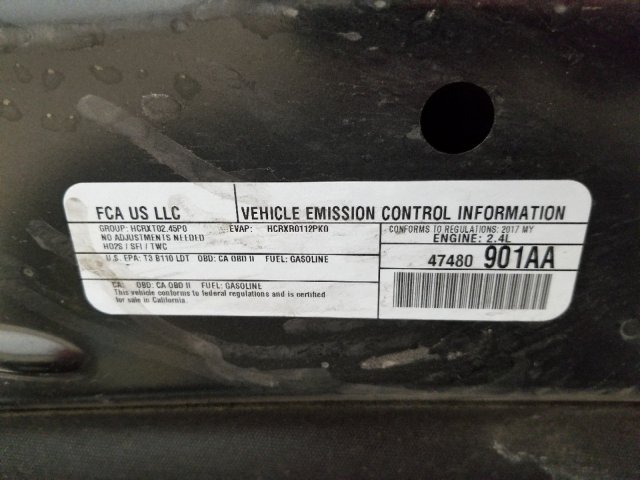 FCA US LLC VEHICLE EMISSION CONTROL INFORMATION
GROUP: HCRXT02.45P0 EVAP: HCRXR0112PK0 CONFORMS TO REGULATIONS: 2017 MY
NO ADJUSTMENTS NEEDED ENGINE: 2.4L
HO2S / SFI / TWC
U.S. EPA: T3 B110 LDT OBD: CA OBD II FUEL: GASOLINE 47480 901AA
CA: OBD: CA OBD II FUEL: GASOLINE
This vehicle conforms to federal regulations and is certified
for sale in California.